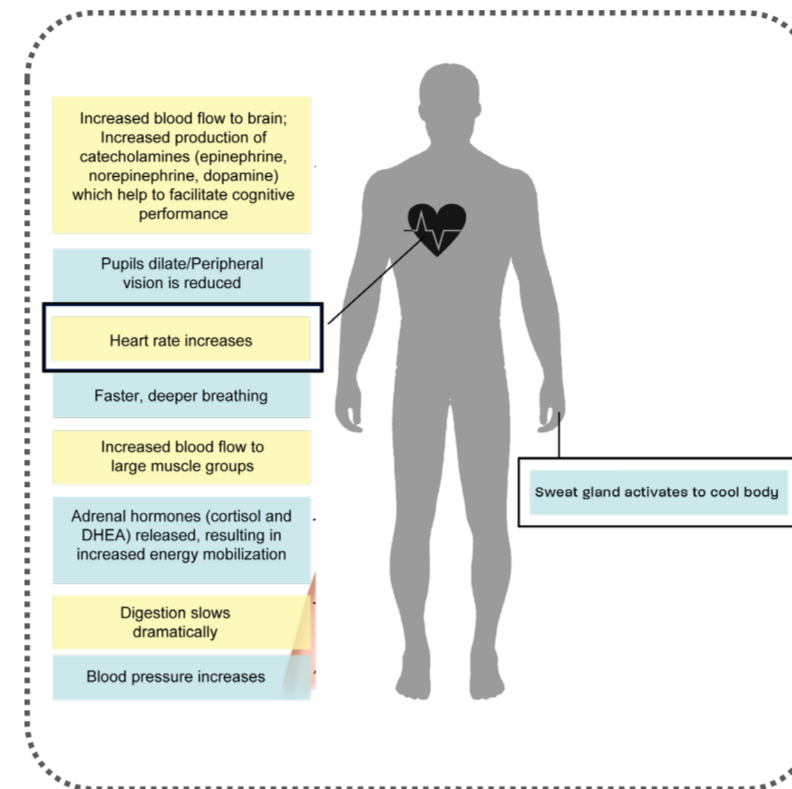 Increased blood flow to brain;
Increased production of
catecholamines (epinephrine,
norepinephrine, dopamine)
which help to facilitate cognitive
performance
Pupils dilate/Peripheral
vision is reduced
Heart rate increases
Faster, deeper breathing
Increased blood flow to
large muscle groups
Adrenal hormones (cortisol and
DHEA) released, resulting in
increased energy mobilization
Digestion slows
dramatically
Blood pressure increases
Sweat gland activates to cool body